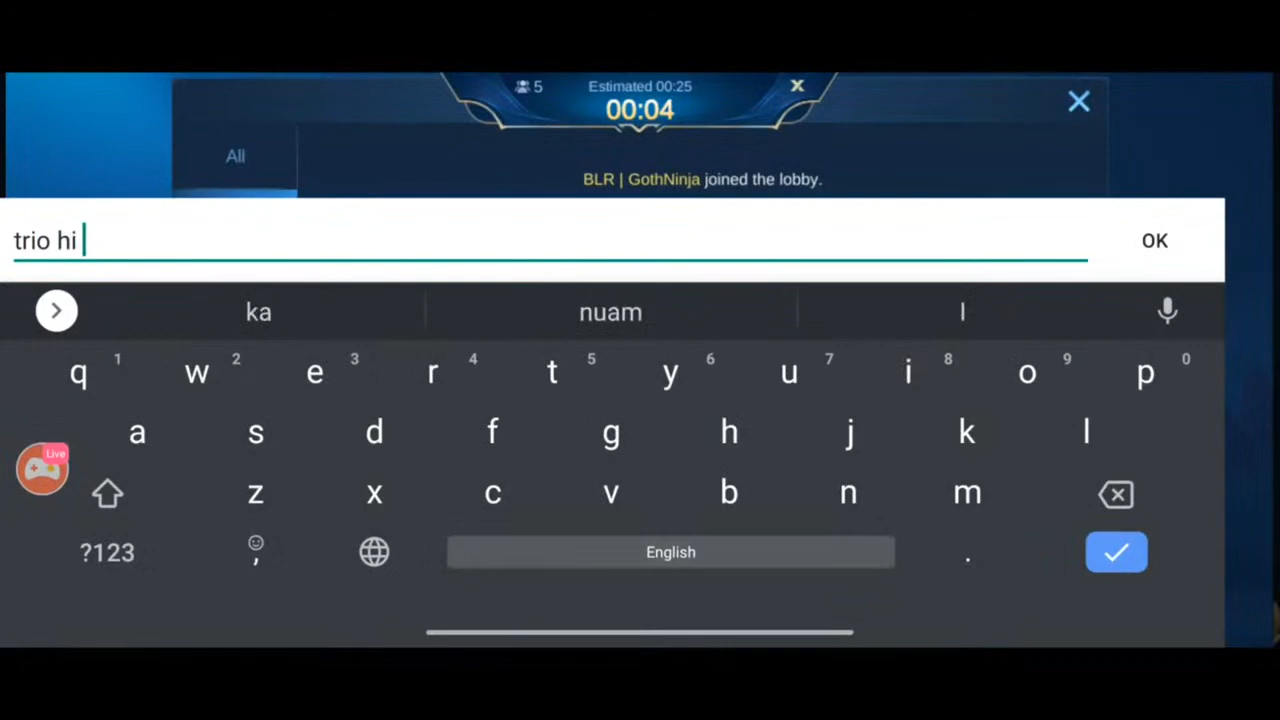 5
Estimated 00:25
00:04
All
BLR | GothNinja joined the lobby.
trio hi
OK
ka nuam I
q 1 w 2 e 3 r 4 t 5 y 6 u 7 i 8 o 9 p 0
a s d f g h j k l
Live
z x c v b n m
?123 , English .